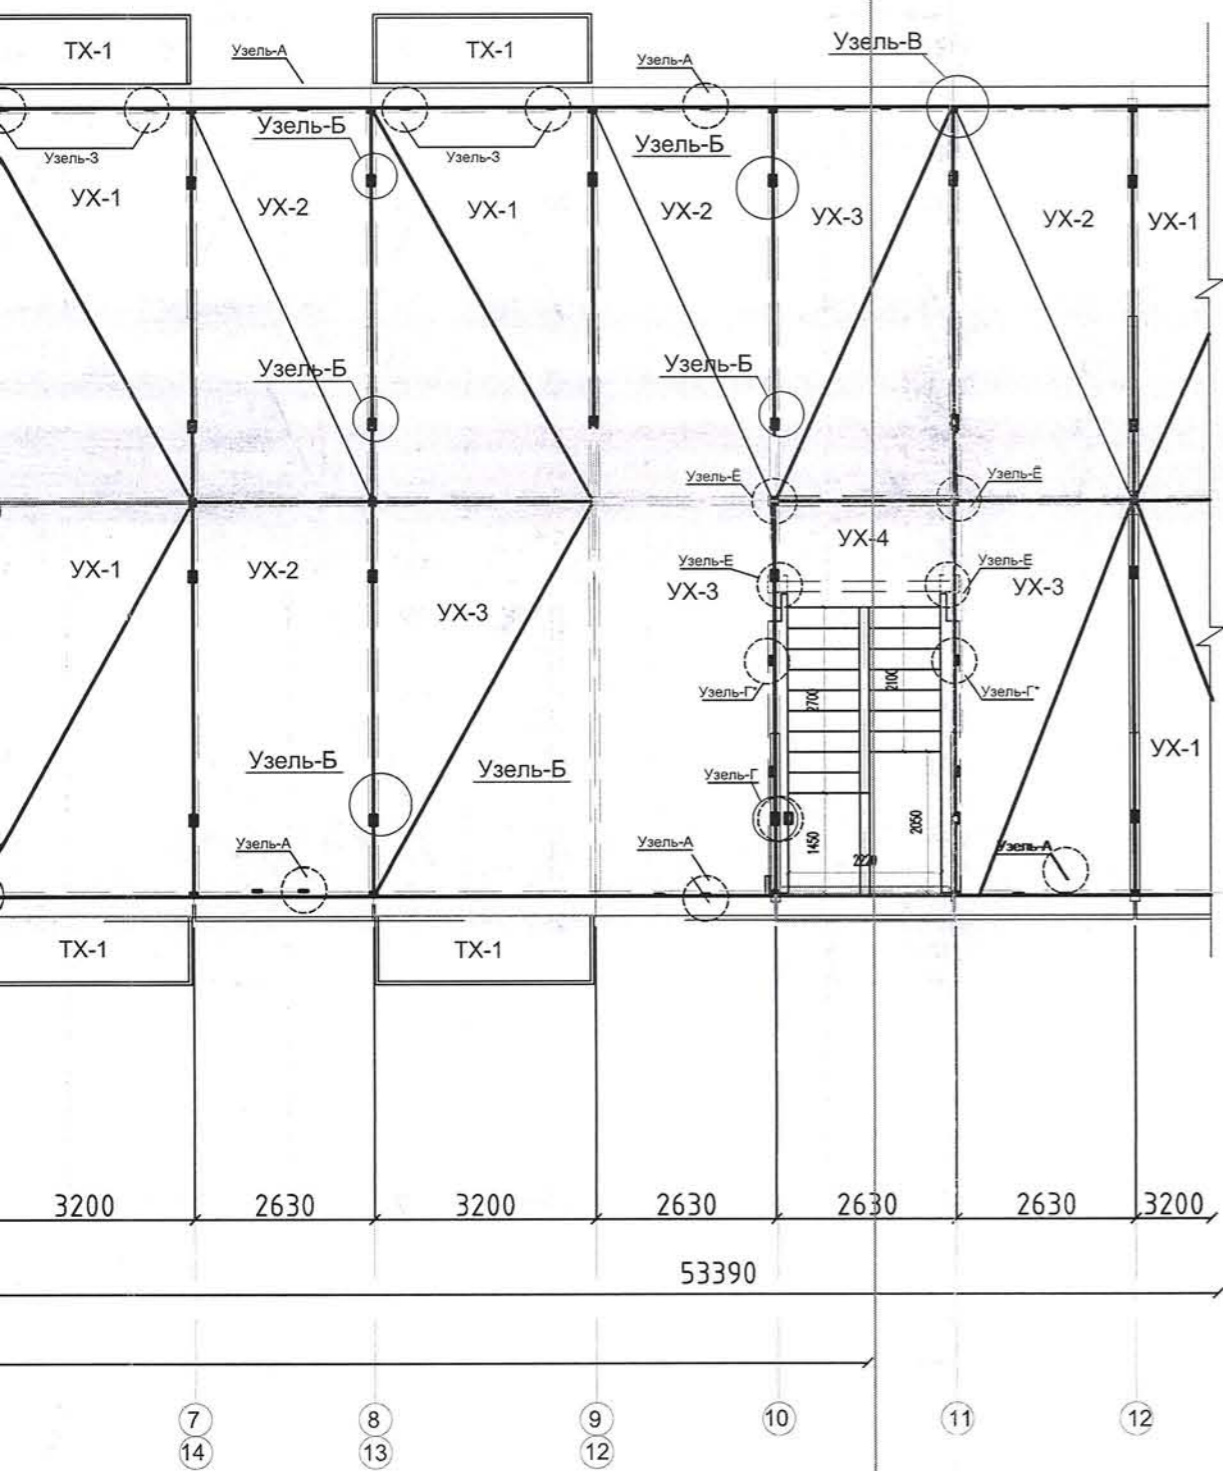 ТХ-1
Узель-А
ТХ-1
Узель-А
Узель-В
Узель-З
Узель-Б
Узель-З
Узель-Б
УХ-1
УХ-2
УХ-1
УХ-2
УХ-3
УХ-2
УХ-1
Узель-Б
Узель-Б
Узель-Ё
Узель-Ё
УХ-4
УХ-1
УХ-2
Узель-Е
Узель-Е
УХ-3
УХ-3
УХ-3
Узель-Г*
2700
2100
Узель-Г*
Узель-Б
Узель-Б
Узель-Г
УХ-1
Узель-А
Узель-А
1450
2220
2050
Узель-А
ТХ-1
ТХ-1
3200 2630 3200 2630 2630 2630 3200
53390
7 8 9 10 11 12
14 13 12